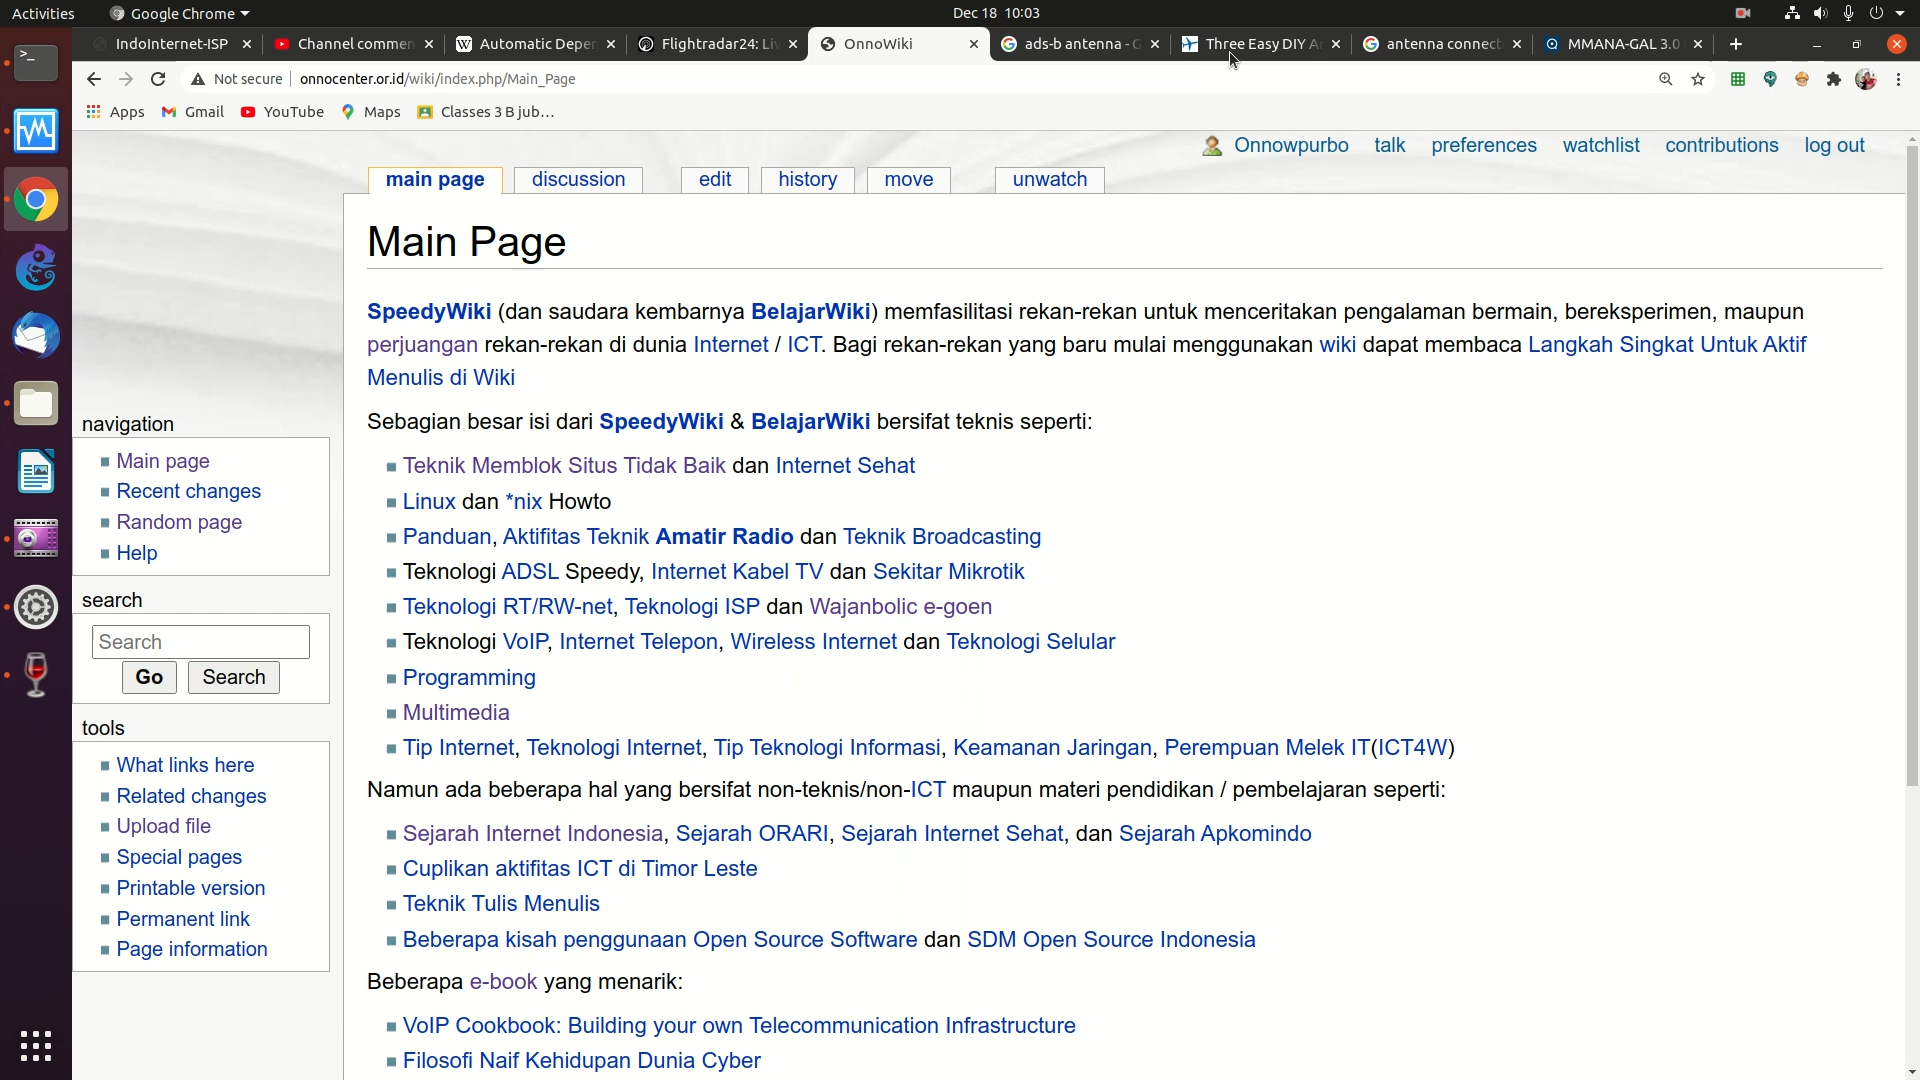 Activities Google Chrome Dec 18 10:03
IndoInternet-ISP Channel commen Automatic Depen Flightradar24: Li OnnoWiki ads-b antenna - G Three Easy DIY A antenna connect MMANA-GAL 3.0
Not secure onnocenter.or.id/wiki/index.php/Main_Page
Apps Gmail YouTube Maps Classes 3 B jub...
Onnowpurbo talk preferences watchlist contributions log out
main page discussion edit history move unwatch
Main Page
SpeedyWiki (dan saudara kembarnya BelajarWiki) memfasilitasi rekan-rekan untuk menceritakan pengalaman bermain, bereksperimen, maupun
perjuangan rekan-rekan di dunia Internet / ICT. Bagi rekan-rekan yang baru mulai menggunakan wiki dapat membaca Langkah Singkat Untuk Aktif
Menulis di Wiki
Sebagian besar isi dari SpeedyWiki & BelajarWiki bersifat teknis seperti:
Teknik Memblok Situs Tidak Baik dan Internet Sehat
Linux dan *nix Howto
Panduan, Aktifitas Teknik Amatir Radio dan Teknik Broadcasting
Teknologi ADSL Speedy, Internet Kabel TV dan Sekitar Mikrotik
Teknologi RT/RW-net, Teknologi ISP dan Wajanbolic e-goen
Teknologi VoIP, Internet Telepon, Wireless Internet dan Teknologi Selular
Programming
Multimedia
Tip Internet, Teknologi Internet, Tip Teknologi Informasi, Keamanan Jaringan, Perempuan Melek IT(ICT4W)
Namun ada beberapa hal yang bersifat non-teknis/non-ICT maupun materi pendidikan / pembelajaran seperti:
Sejarah Internet Indonesia, Sejarah ORARI, Sejarah Internet Sehat, dan Sejarah Apkomindo
Cuplikan aktifitas ICT di Timor Leste
Teknik Tulis Menulis
Beberapa kisah penggunaan Open Source Software dan SDM Open Source Indonesia
Beberapa e-book yang menarik:
VoIP Cookbook: Building your own Telecommunication Infrastructure
Filosofi Naif Kehidupan Dunia Cyber
navigation
Main page
Recent changes
Random page
Help
search
Search
Go Search
tools
What links here
Related changes
Upload file
Special pages
Printable version
Permanent link
Page information